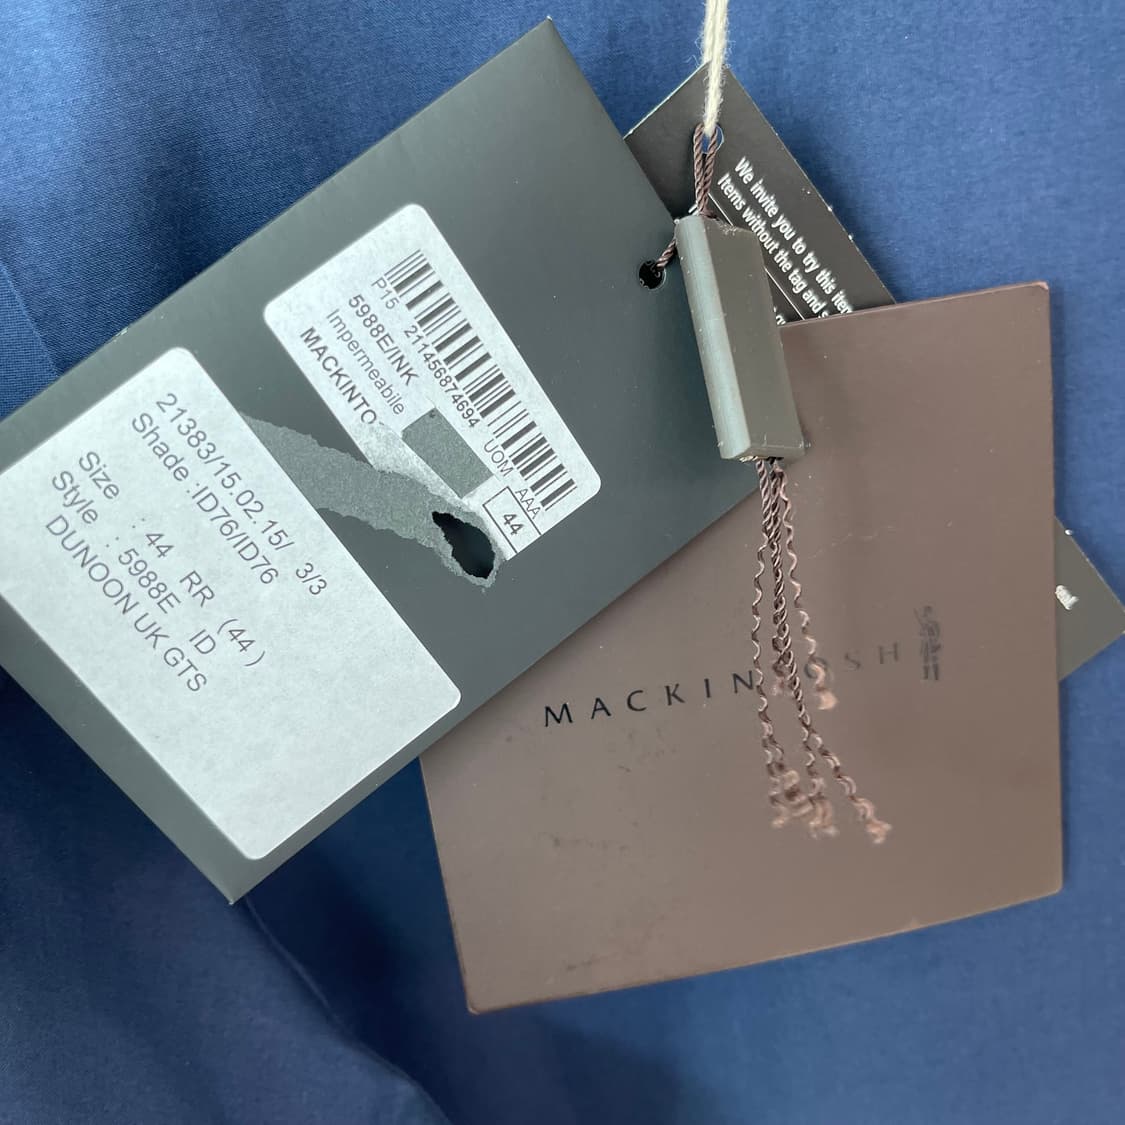 We invite you to try this item
items without the tag and
P15 211456874694
5988E/INK
Impermeabile
MACKINTO
UOM AAA
44
21383/15.02.15/ 3/3
Shade :ID76/ID76
Size : 44 RR (44)
Style : 5988E ID
DUNOON UK GTS
MACKINTOSH